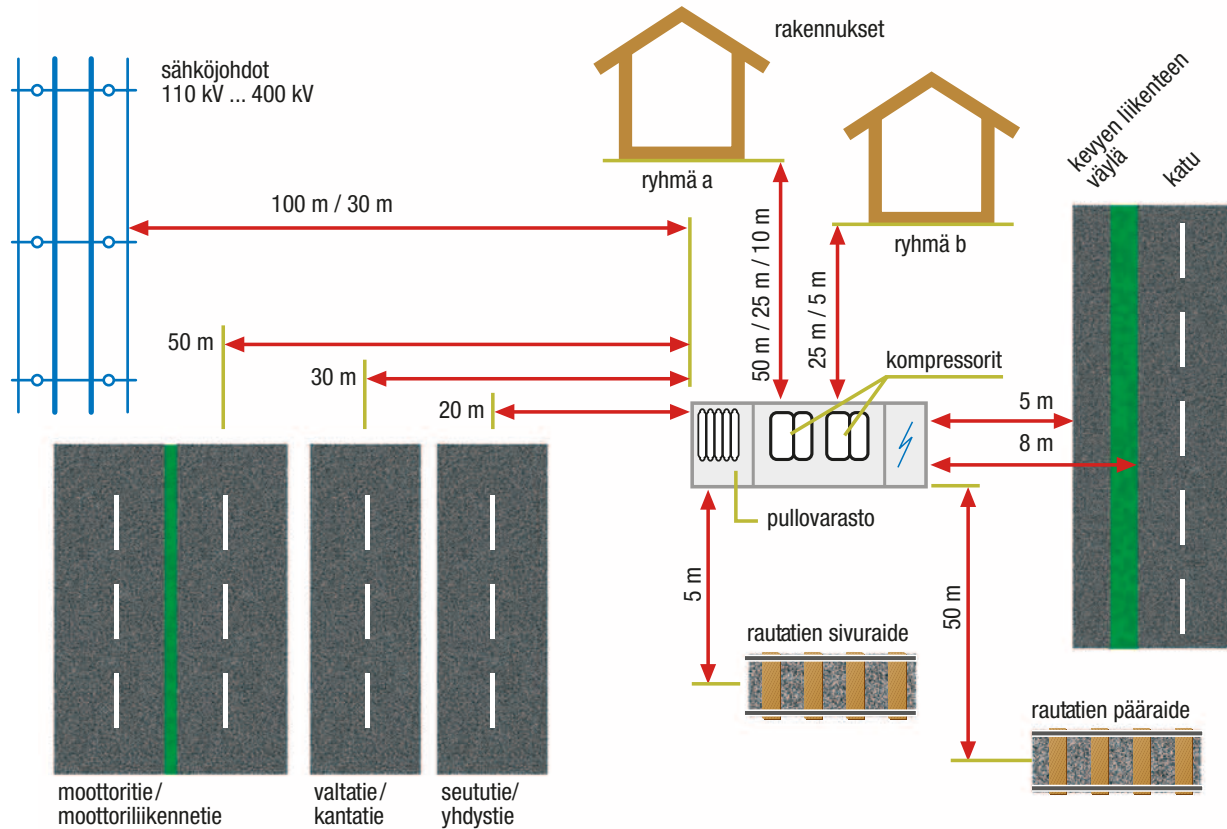 sähköjohdot
110 kV ... 400 kV
rakennukset
kevyen liikenteen
väylä
katu
ryhmä a
ryhmä b
100 m / 30 m
50 m / 25 m / 10 m
25 m / 5 m
50 m
30 m
20 m
kompressorit
5 m
8 m
pullovarasto
5 m
50 m
rautatien sivuraide
rautatien pääraide
moottoritie/
moottoriliikennetie
valtatie/
kantatie
seututie/
yhdystie